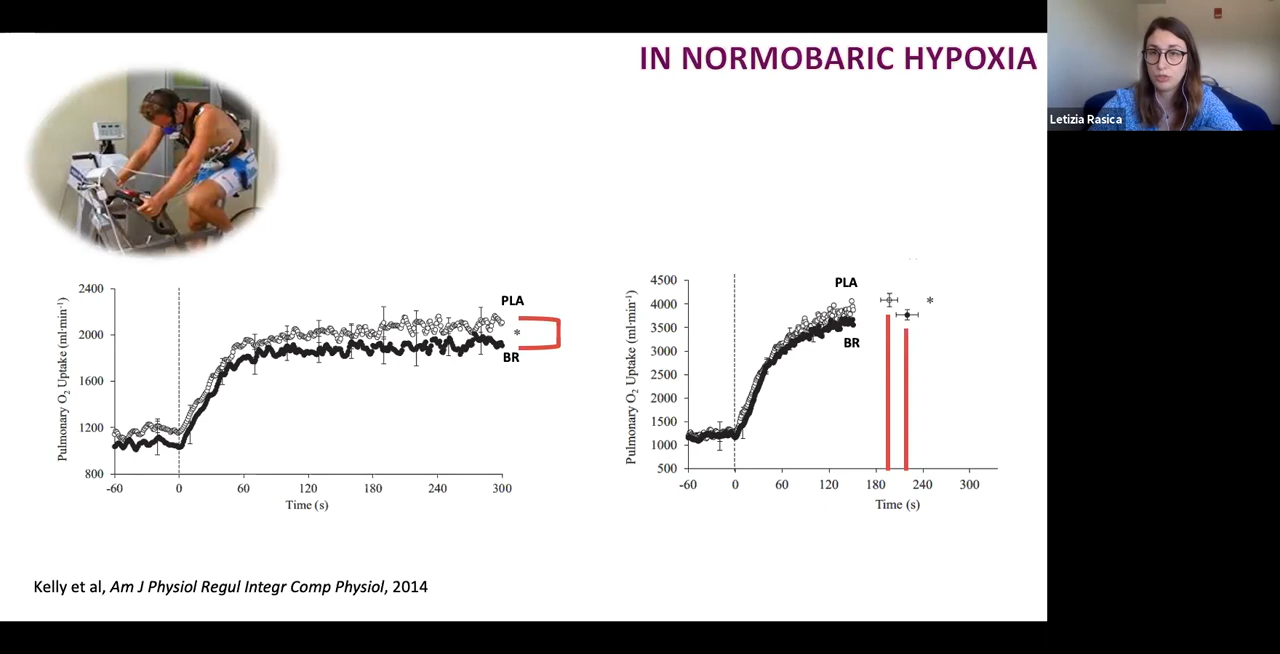 IN NORMOBARIC HYPOXIA
Letizia Rasica
Pulmonary O2 Uptake (ml·min-1)
2400
2000
1600
1200
800
-60
0
60
120
180
240
300
Time (s)
PLA
*
BR
Pulmonary O2 Uptake (ml·min-1)
4500
4000
3500
3000
2500
2000
1500
1000
500
-60
0
60
120
180
240
300
Time (s)
PLA
*
BR
Kelly et al, Am J Physiol Regul Integr Comp Physiol, 2014